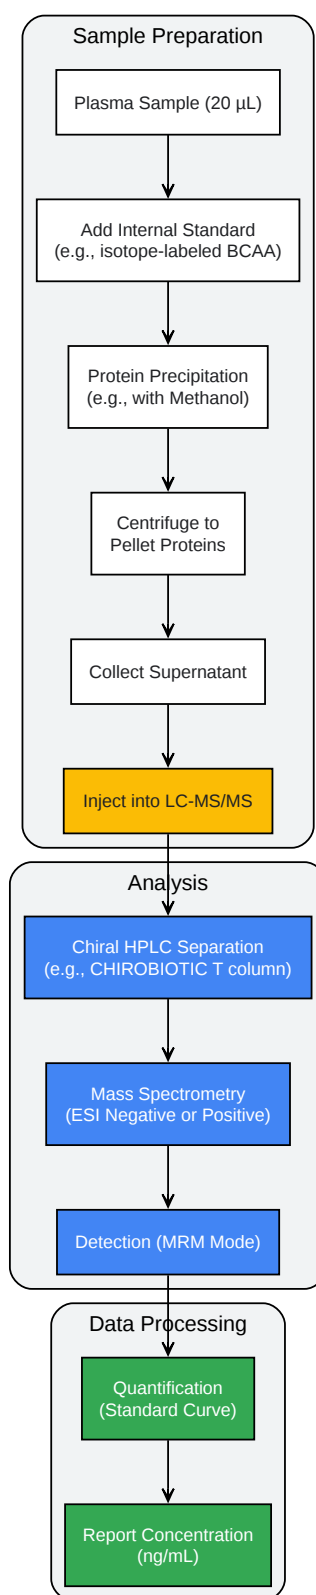 Sample Preparation
Plasma Sample (20 µL)
Add Internal Standard
(e.g., isotope-labeled BCAA)
Protein Precipitation
(e.g., with Methanol)
Centrifuge to
Pellet Proteins
Collect Supernatant
Inject into LC-MS/MS
Analysis
Chiral HPLC Separation
(e.g., CHIROBIOTIC T column)
Mass Spectrometry
(ESI Negative or Positive)
Detection (MRM Mode)
Data Processing
Quantification
(Standard Curve)
Report Concentration
(ng/mL)